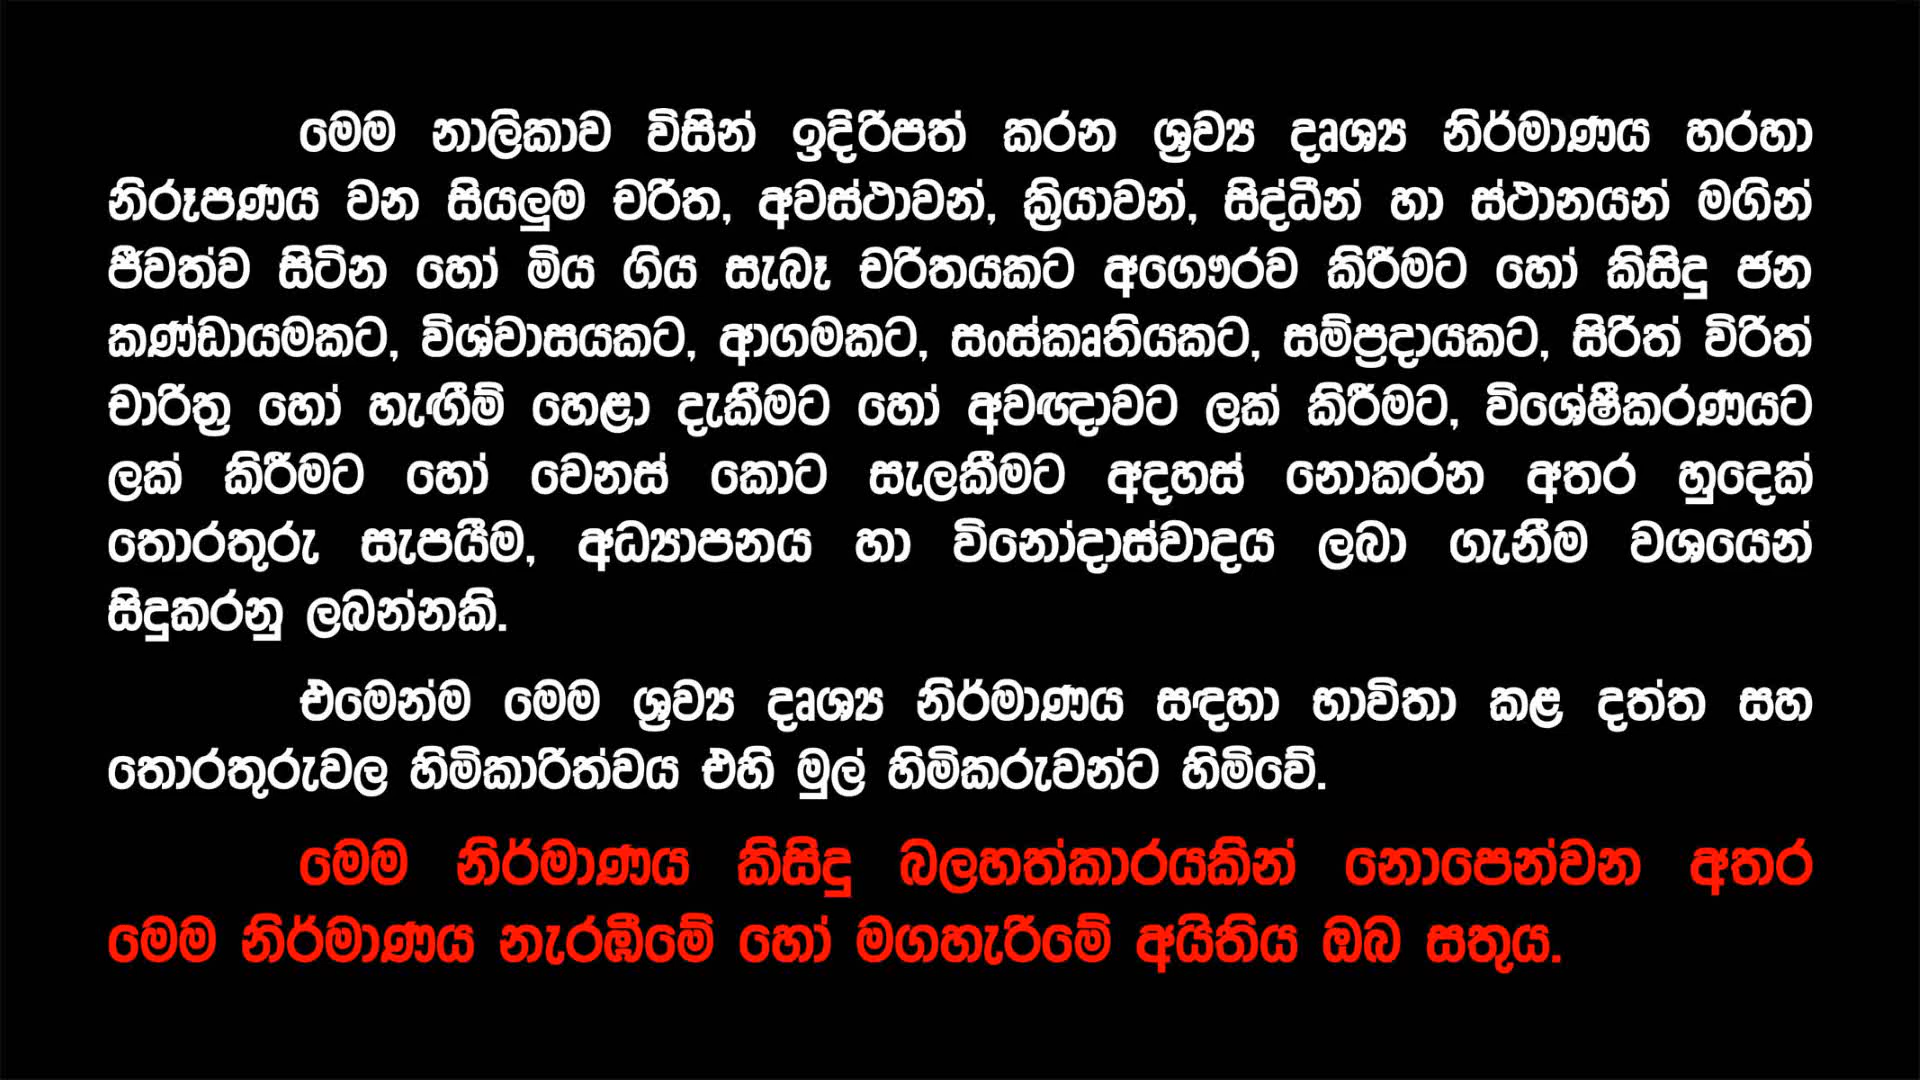 මෙම නාලිකාව විසින් ඉදිරිපත් කරන ශ්‍රව්‍ය දෘශ්‍ය නිර්මාණය හරහා
නිරූපණය වන සියලුම චරිත, අවස්ථාවන්, ක්‍රියාවන්, සිද්ධීන් හා ස්ථානයන් මගින්
ජීවත්ව සිටින හෝ මිය ගිය සැබෑ චරිතයකට අගෞරව කිරීමට හෝ කිසිදු ජන
කණ්ඩායමකට, විශ්වාසයකට, ආගමකට, සංස්කෘතියකට, සම්ප්‍රදායකට, සිරිත් විරිත්
චාරිත්‍ර හෝ හැඟීම් හෙළා දැකීමට හෝ අවඥාවට ලක් කිරීමට, විශේෂීකරණයට
ලක් කිරීමට හෝ වෙනස් කොට සැලකීමට අදහස් නොකරන අතර හුදෙක්
තොරතුරු සැපයීම, අධ්‍යාපනය හා විනෝදාස්වාදය ලබා ගැනීම වශයෙන්
සිදුකරනු ලබන්නකි.
එමෙන්ම මෙම ශ්‍රව්‍ය දෘශ්‍ය නිර්මාණය සඳහා භාවිතා කළ දත්ත සහ
තොරතුරුවල හිමිකාරිත්වය එහි මුල් හිමිකරුවන්ට හිමිවේ.
මෙම නිර්මාණය කිසිදු බලහත්කාරයකින් නොපෙන්වන අතර
මෙම නිර්මාණය නැරඹීමේ හෝ මගහැරීමේ අයිතිය ඔබ සතුය.